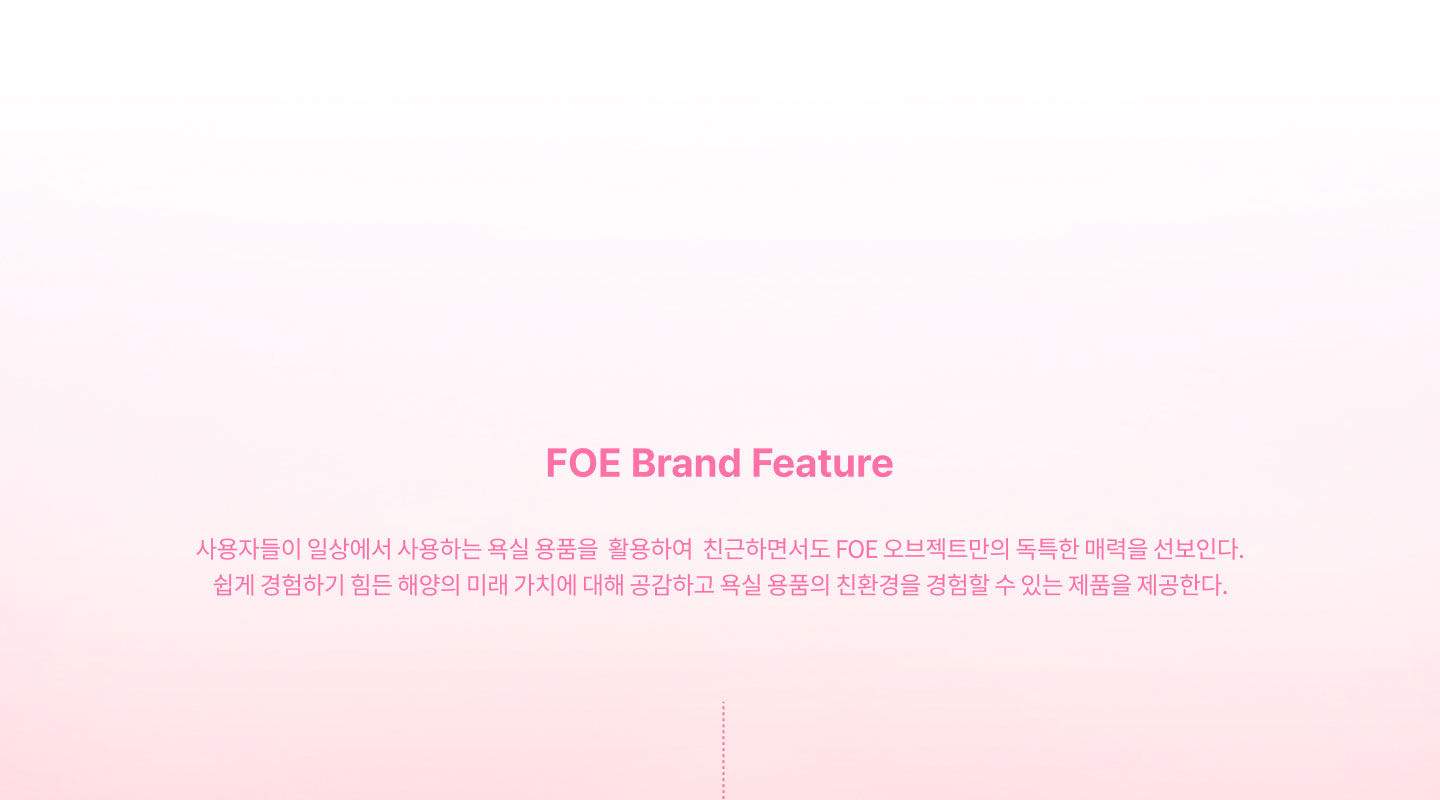 FOE Brand Feature
사용자들이 일상에서 사용하는 욕실 용품을 활용하여 친근하면서도 FOE 오브젝트만의 독특한 매력을 선보인다.
쉽게 경험하기 힘든 해양의 미래 가치에 대해 공감하고 욕실 용품의 친환경을 경험할 수 있는 제품을 제공한다.